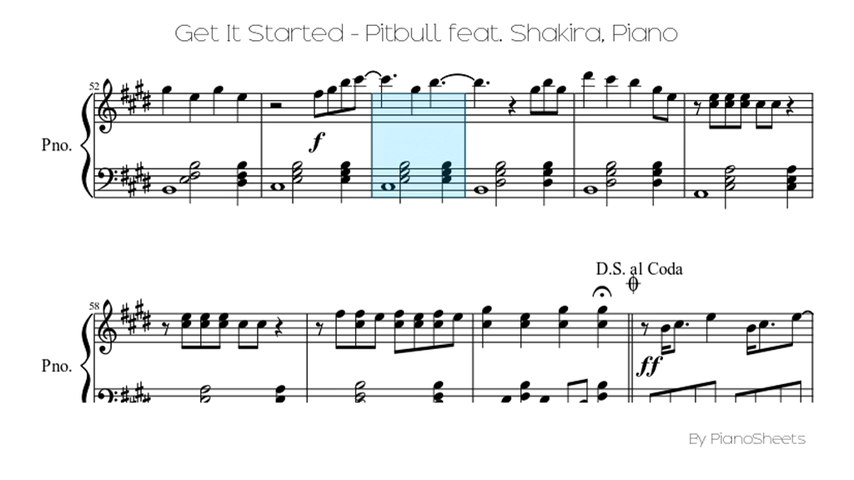 Get It Started - Pitbull feat. Shakira, Piano
52
Pno.
f
D.S. al Coda
58
Pno.
ff
By PianoSheets